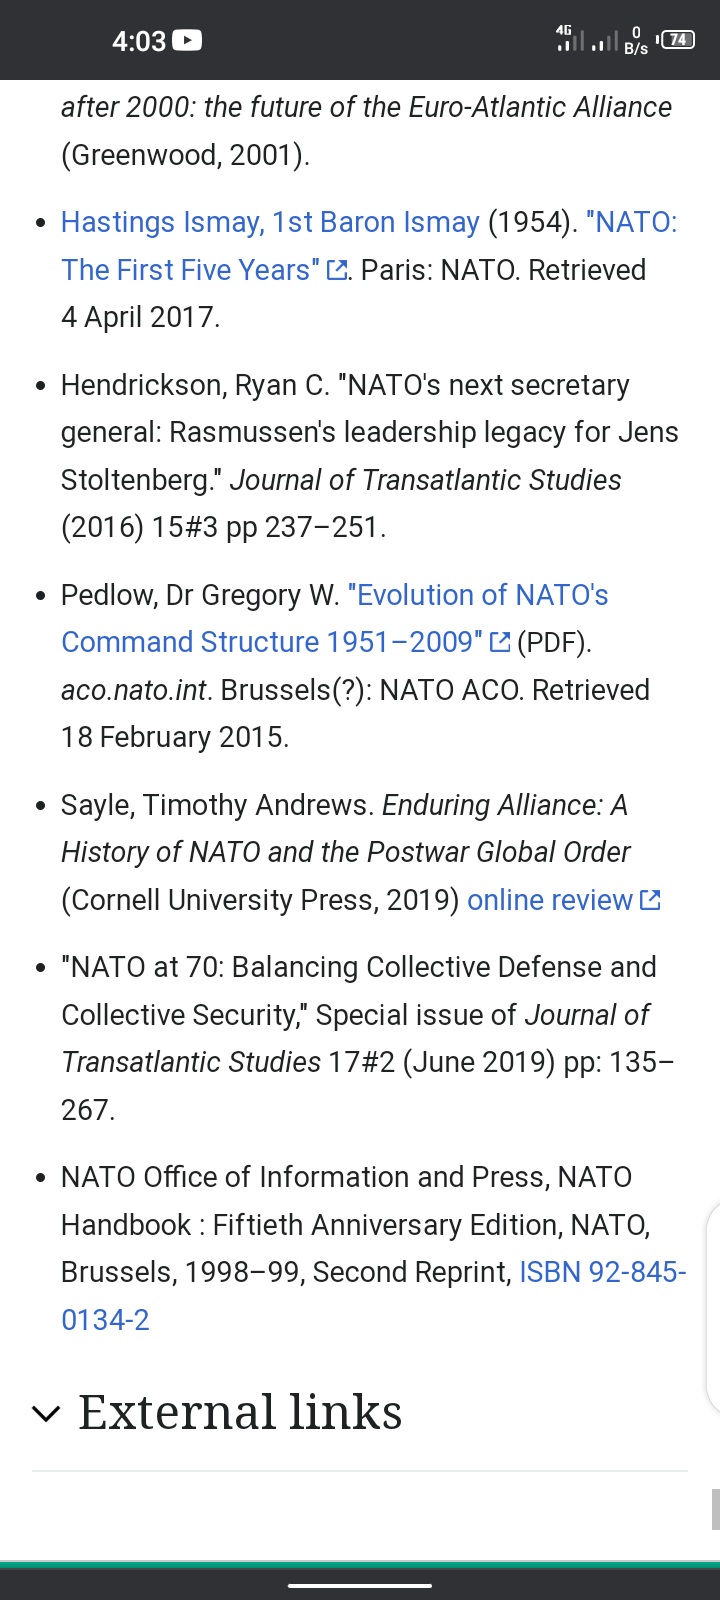 4:03
4G
0
B/s
74
after 2000: the future of the Euro-Atlantic Alliance
(Greenwood, 2001).
Hastings Ismay, 1st Baron Ismay (1954). "NATO:
The First Five Years". Paris: NATO. Retrieved
4 April 2017.
Hendrickson, Ryan C. "NATO's next secretary
general: Rasmussen's leadership legacy for Jens
Stoltenberg." Journal of Transatlantic Studies
(2016) 15#3 pp 237–251.
Pedlow, Dr Gregory W. "Evolution of NATO's
Command Structure 1951–2009" (PDF).
aco.nato.int. Brussels(?): NATO ACO. Retrieved
18 February 2015.
Sayle, Timothy Andrews. Enduring Alliance: A
History of NATO and the Postwar Global Order
(Cornell University Press, 2019) online review
"NATO at 70: Balancing Collective Defense and
Collective Security," Special issue of Journal of
Transatlantic Studies 17#2 (June 2019) pp: 135–
267.
NATO Office of Information and Press, NATO
Handbook : Fiftieth Anniversary Edition, NATO,
Brussels, 1998–99, Second Reprint, ISBN 92-845-
0134-2
External links